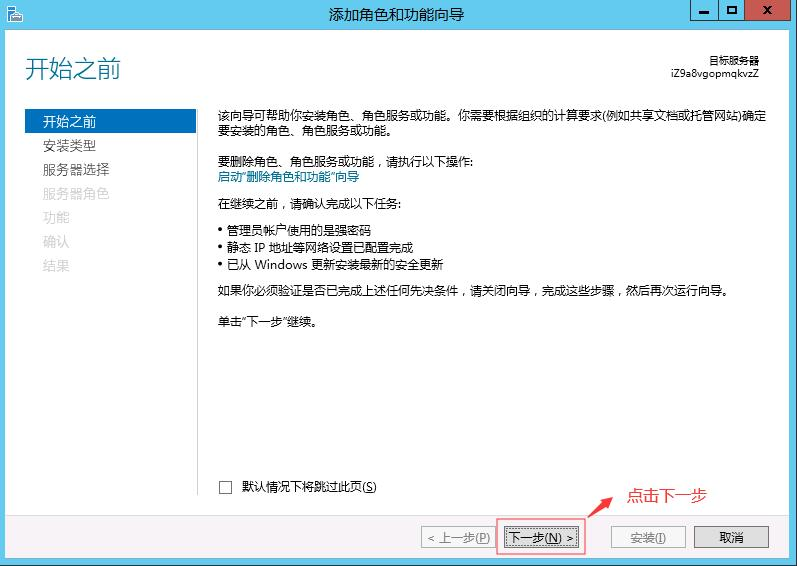 添加角色和功能向导
开始之前
目标服务器
iZ9a8vgopmqkvzZ
开始之前
安装类型
服务器选择
服务器角色
功能
确认
结果
该向导可帮助你安装角色、角色服务或功能。你需要根据组织的计算要求(例如共享文档或托管网站)确定
要安装的角色、角色服务或功能。
要删除角色、角色服务或功能，请执行以下操作:
启动"删除角色和功能"向导
在继续之前，请确认完成以下任务:
• 管理员帐户使用的是强密码
• 静态 IP 地址等网络设置已配置完成
• 已从 Windows 更新安装最新的安全更新
如果你必须验证是否已完成上述任何先决条件，请关闭向导，完成这些步骤，然后再次运行向导。
单击"下一步"继续。
默认情况下将跳过此页(S)
点击下一步
< 上一步(P)
下一步(N) >
安装(I)
取消